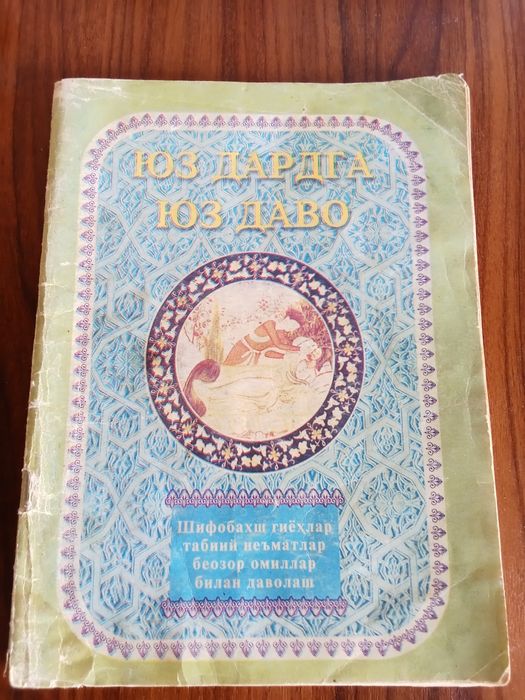 ЮЗ ДАРДГА
ЮЗ ДАВО
Шифобахш гиёҳлар
табиий неъматлар
беозор омиллар
билан даволаш